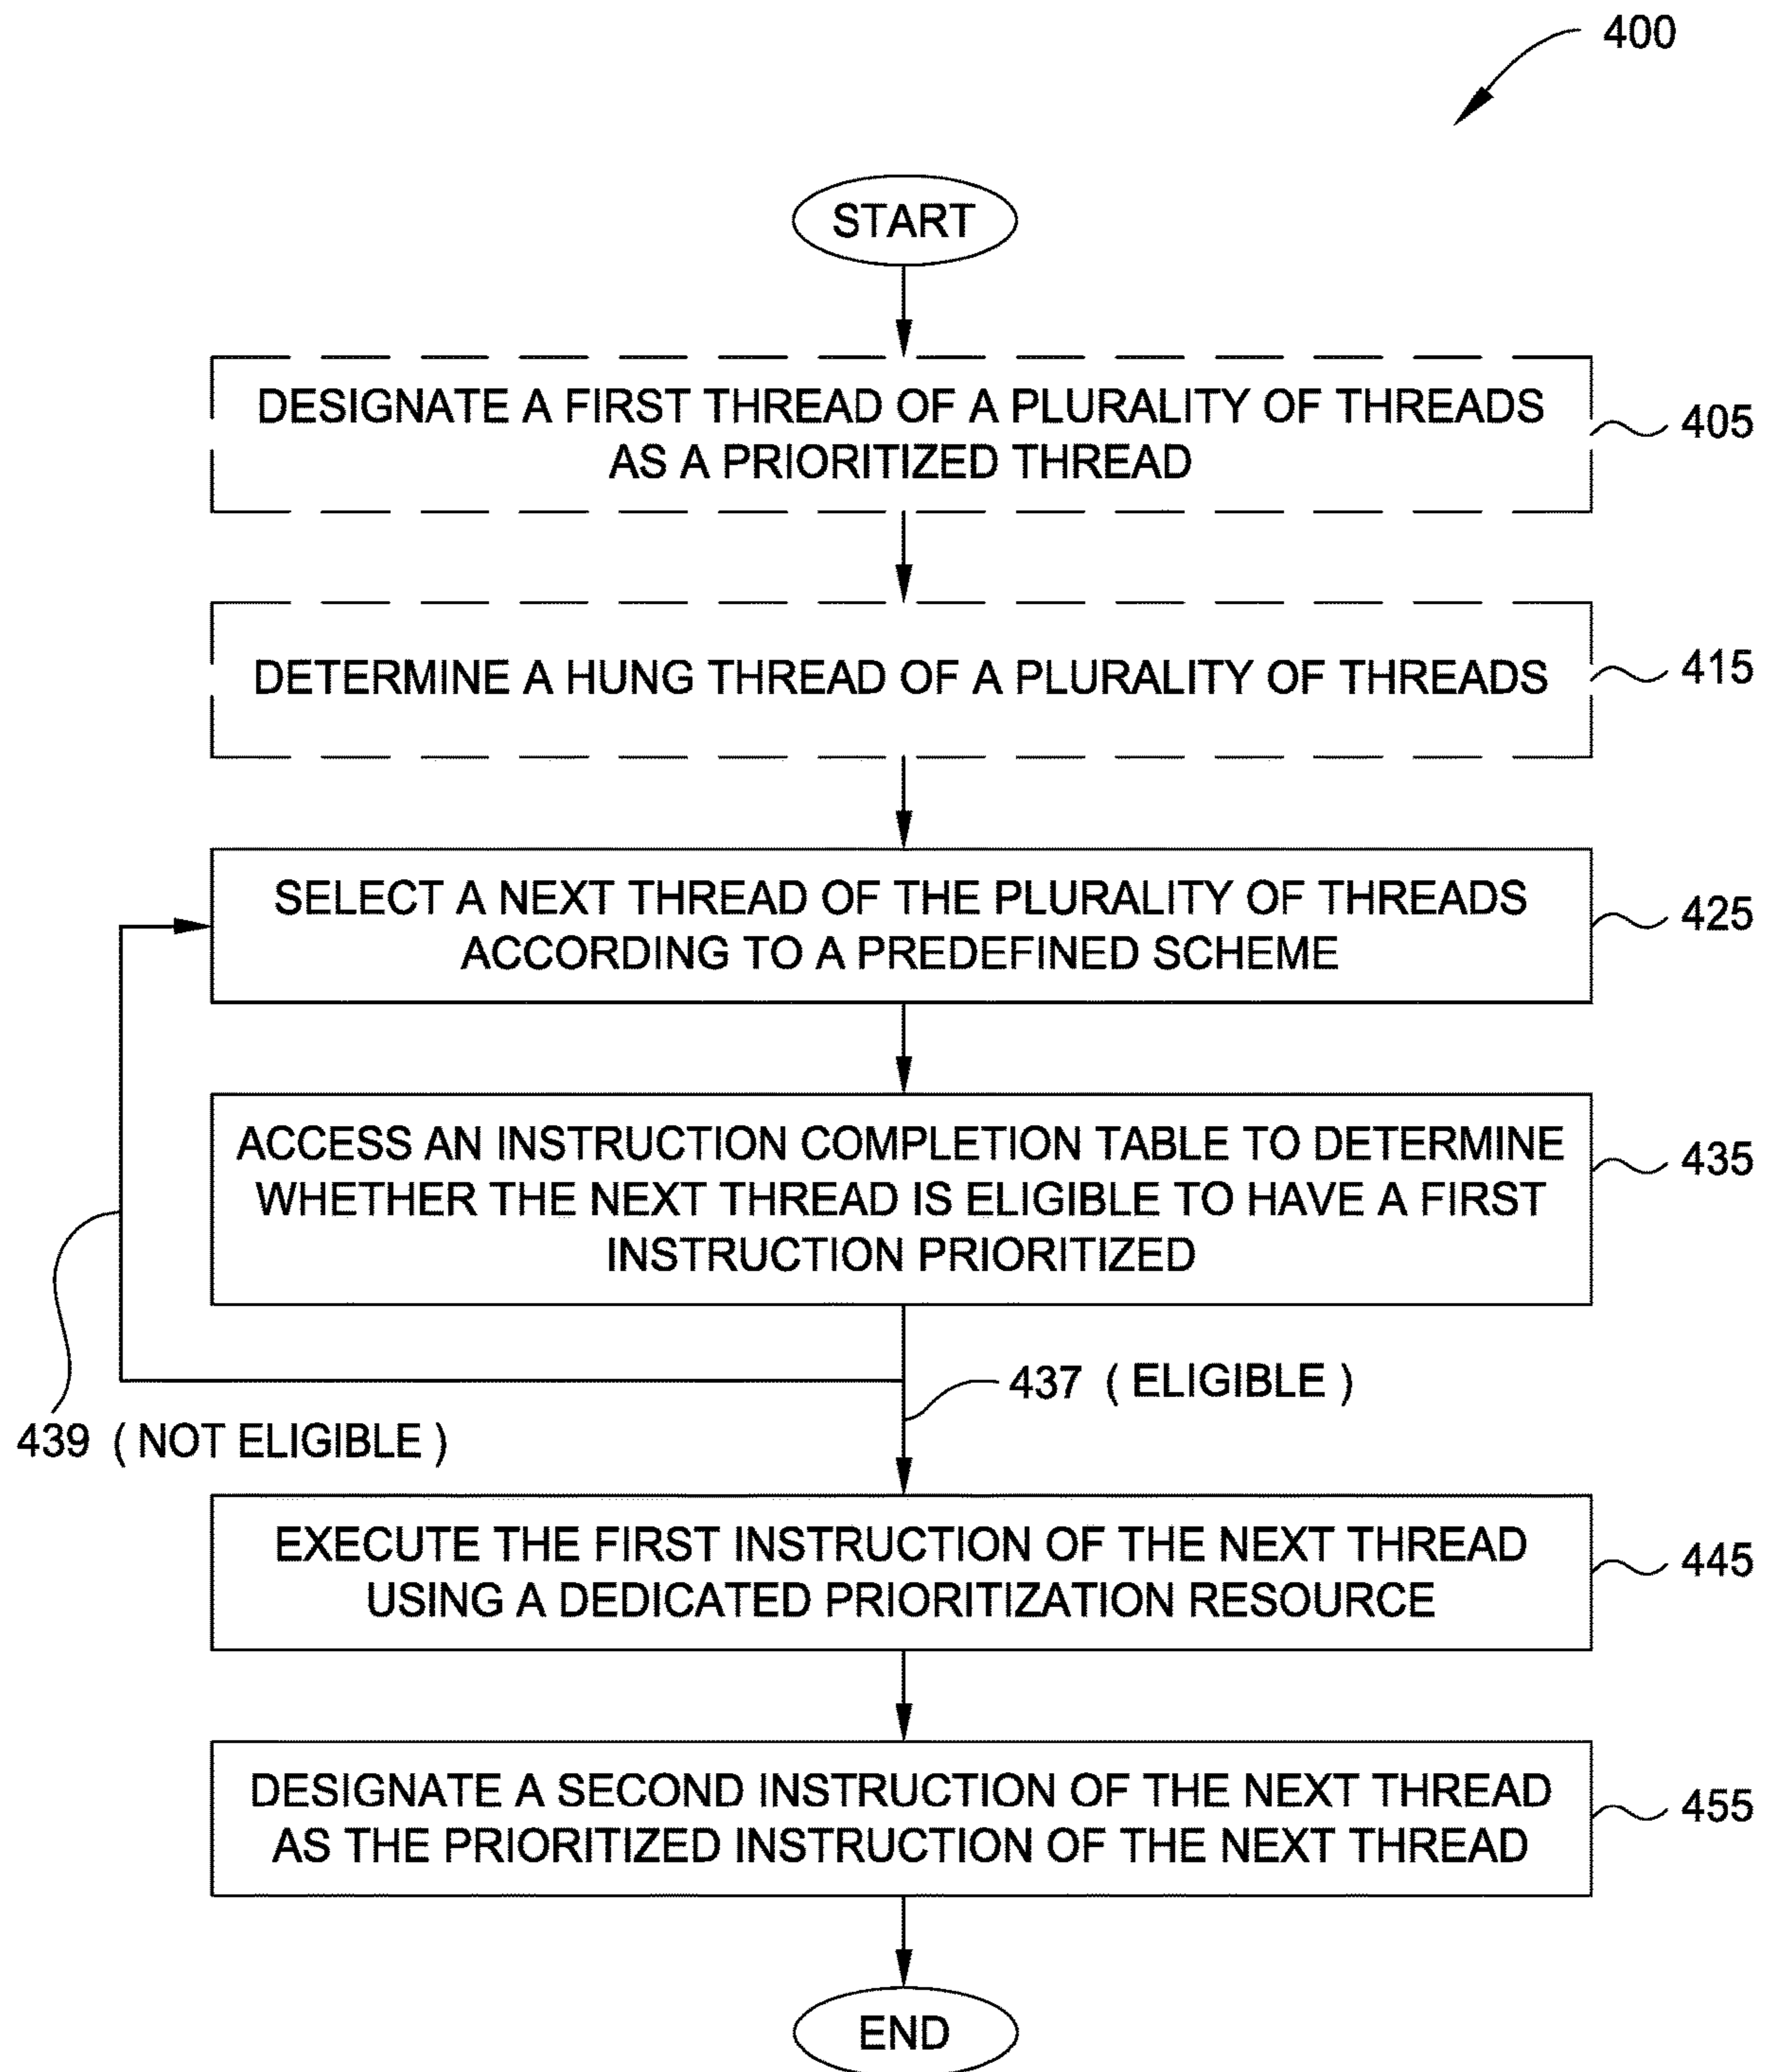 400
START
DESIGNATE A FIRST THREAD OF A PLURALITY OF THREADS
AS A PRIORITIZED THREAD
405
DETERMINE A HUNG THREAD OF A PLURALITY OF THREADS
415
SELECT A NEXT THREAD OF THE PLURALITY OF THREADS
ACCORDING TO A PREDEFINED SCHEME
425
ACCESS AN INSTRUCTION COMPLETION TABLE TO DETERMINE
WHETHER THE NEXT THREAD IS ELIGIBLE TO HAVE A FIRST
INSTRUCTION PRIORITIZED
435
437 ( ELIGIBLE )
439 ( NOT ELIGIBLE )
EXECUTE THE FIRST INSTRUCTION OF THE NEXT THREAD
USING A DEDICATED PRIORITIZATION RESOURCE
445
DESIGNATE A SECOND INSTRUCTION OF THE NEXT THREAD
AS THE PRIORITIZED INSTRUCTION OF THE NEXT THREAD
455
END